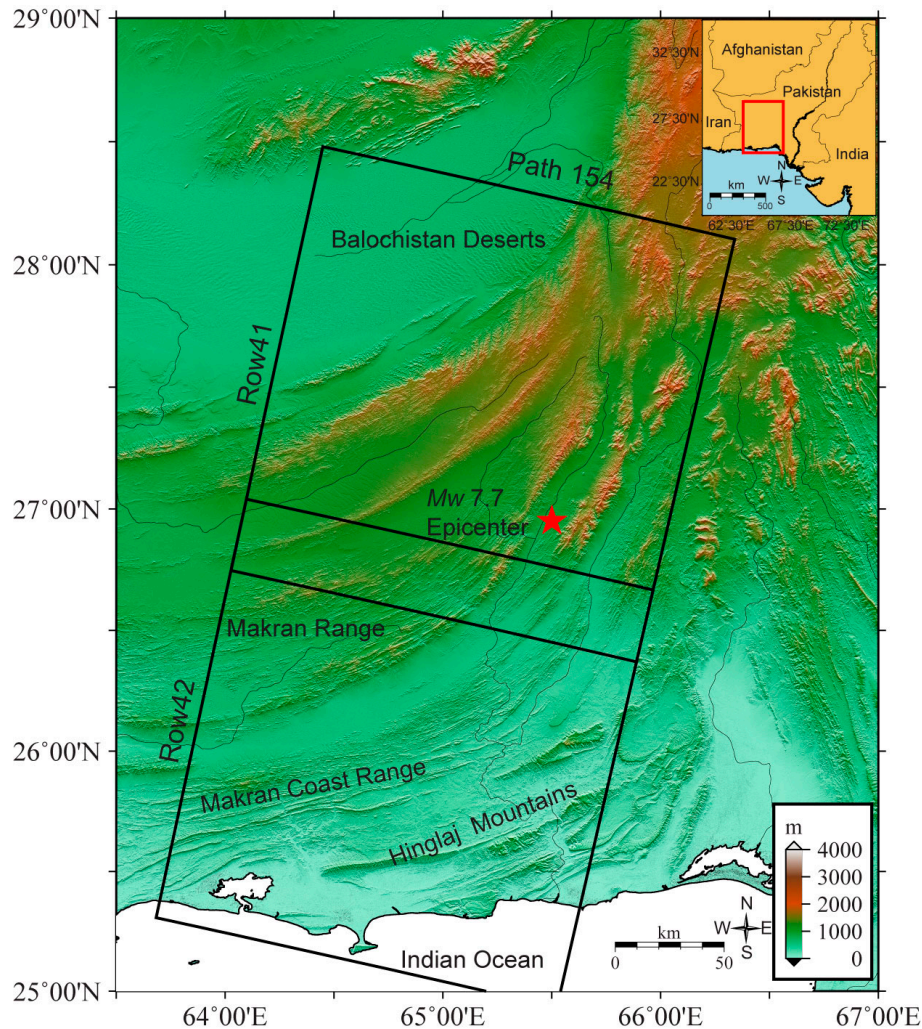 29°00'N
28°00'N
27°00'N
26°00'N
25°00'N
64°00'E
65°00'E
66°00'E
67°00'E
Path 154
Balochistan Deserts
Row41
Mw 7.7
Epicenter
Makran Range
Row42
Makran Coast Range
Hinglaj Mountains
Indian Ocean
32°30'N
27°30'N
22°30'N
62°30'E
67°30'E
72°30'E
Afghanistan
Pakistan
Iran
India
km
0
500
N
W
E
S
km
0
50
N
W
E
S
m
4000
3000
2000
1000
0